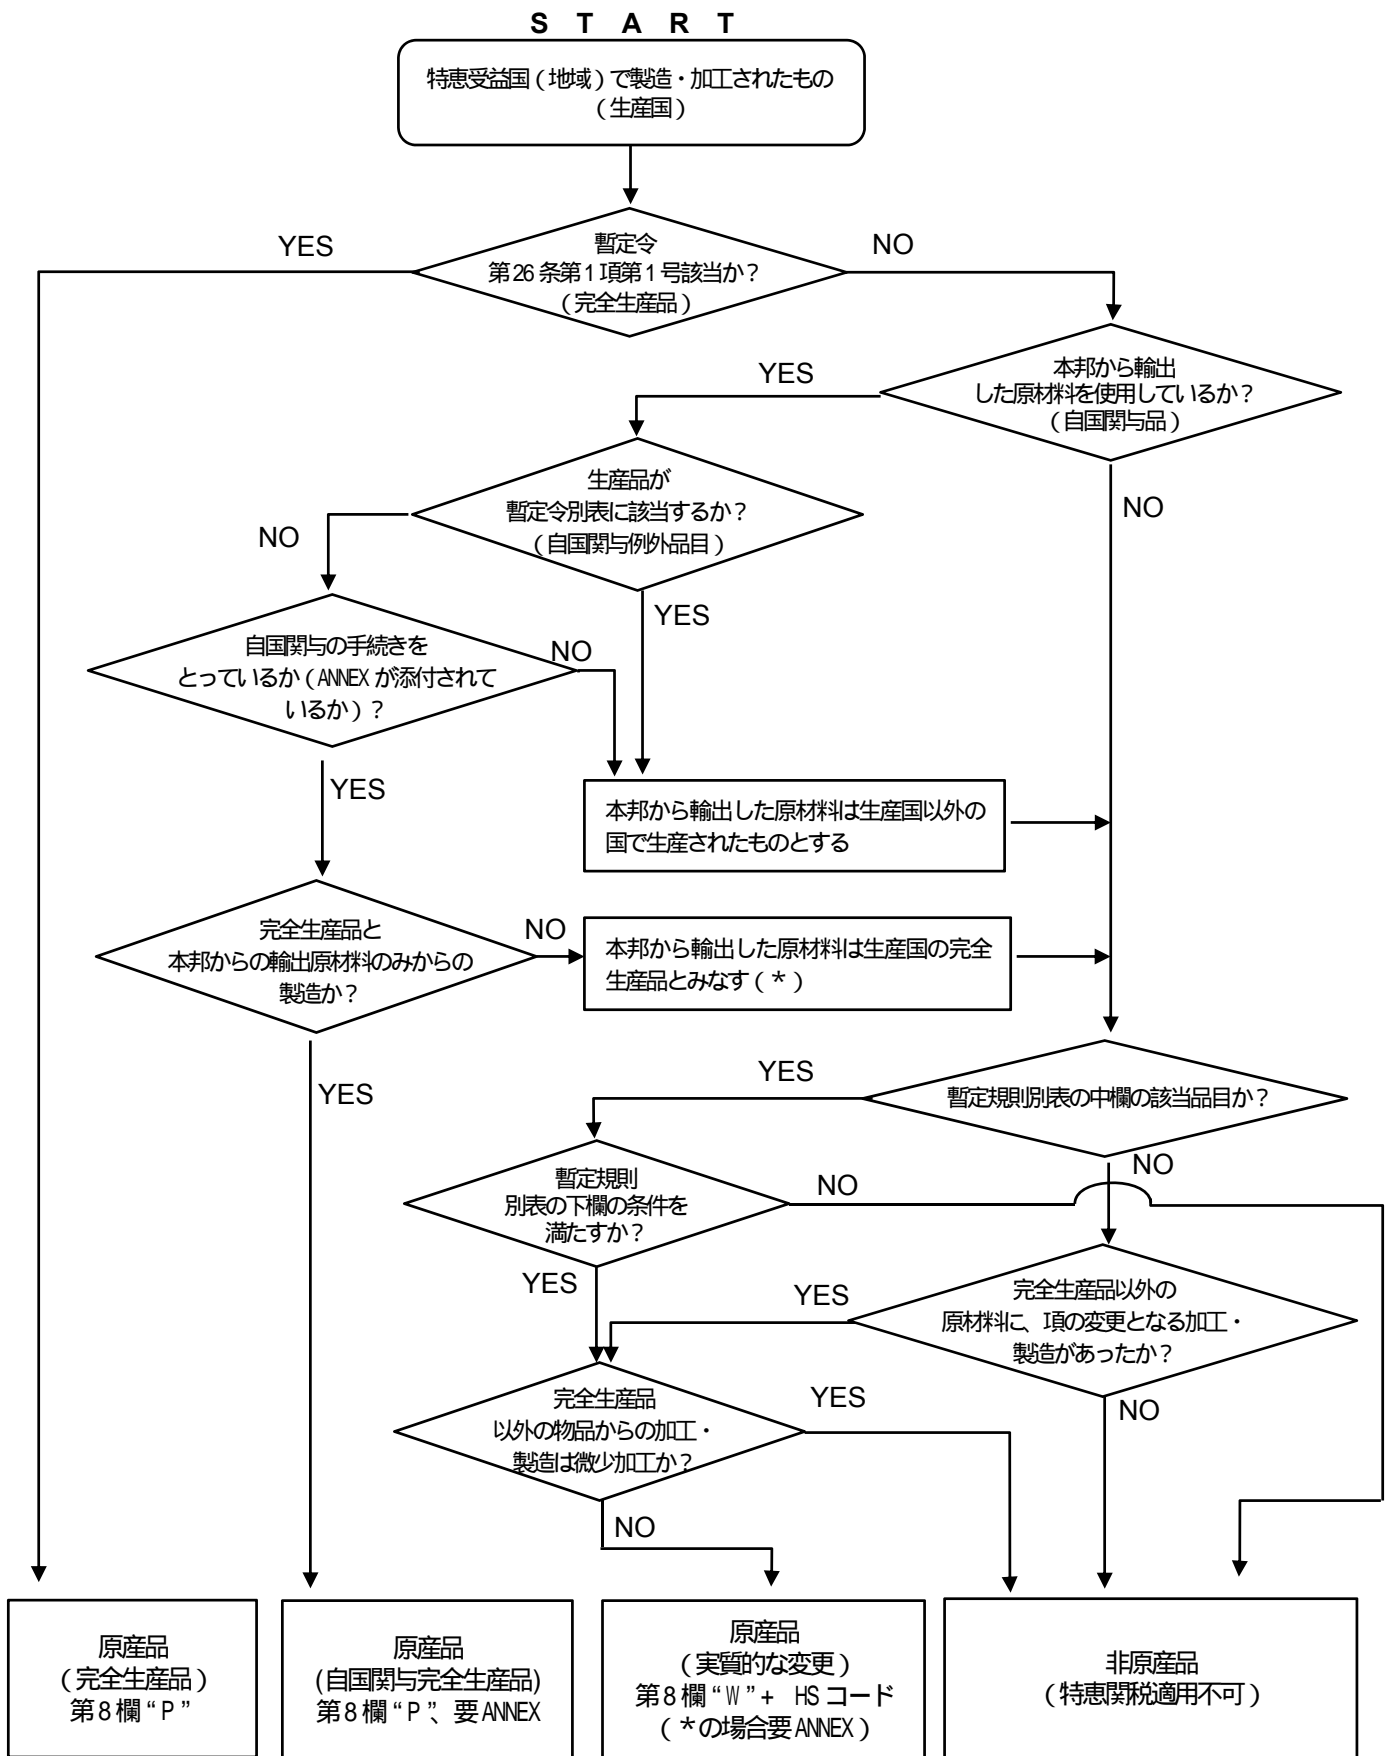 S T A R T
特恵受益国(地域)で製造・加工されたもの
(生産国)
YES
暫定令
第26条第1項第1号該当か?
(完全生産品)
NO
YES
本邦から輸出
した原材料を使用しているか?
(自国関与品)
生産品が
暫定令別表に該当するか?
(自国関与例外品目)
NO
NO
YES
自国関与の手続きを
とっているか(ANNEXが添付されて
いるか)?
NO
YES
本邦から輸出した原材料は生産国以外の
国で生産されたものとする
完全生産品と
本邦からの輸出原材料のみからの
製造か?
NO
本邦から輸出した原材料は生産国の完全
生産品とみなす(*)
YES
YES
暫定規則別表の中欄の該当品目か?
NO
暫定規則
別表の下欄の条件を
満たすか?
NO
YES
完全生産品以外の
原材料に、項の変更となる加工・
製造があったか?
YES
完全生産品
以外の物品からの加工・
製造は微少加工か?
YES
NO
NO
原産品
(完全生産品)
第8欄“P”
原産品
(自国関与完全生産品)
第8欄“P”、要ANNEX
原産品
(実質的な変更)
第8欄“W”+ HSコード
(*の場合要ANNEX)
非原産品
(特恵関税適用不可)